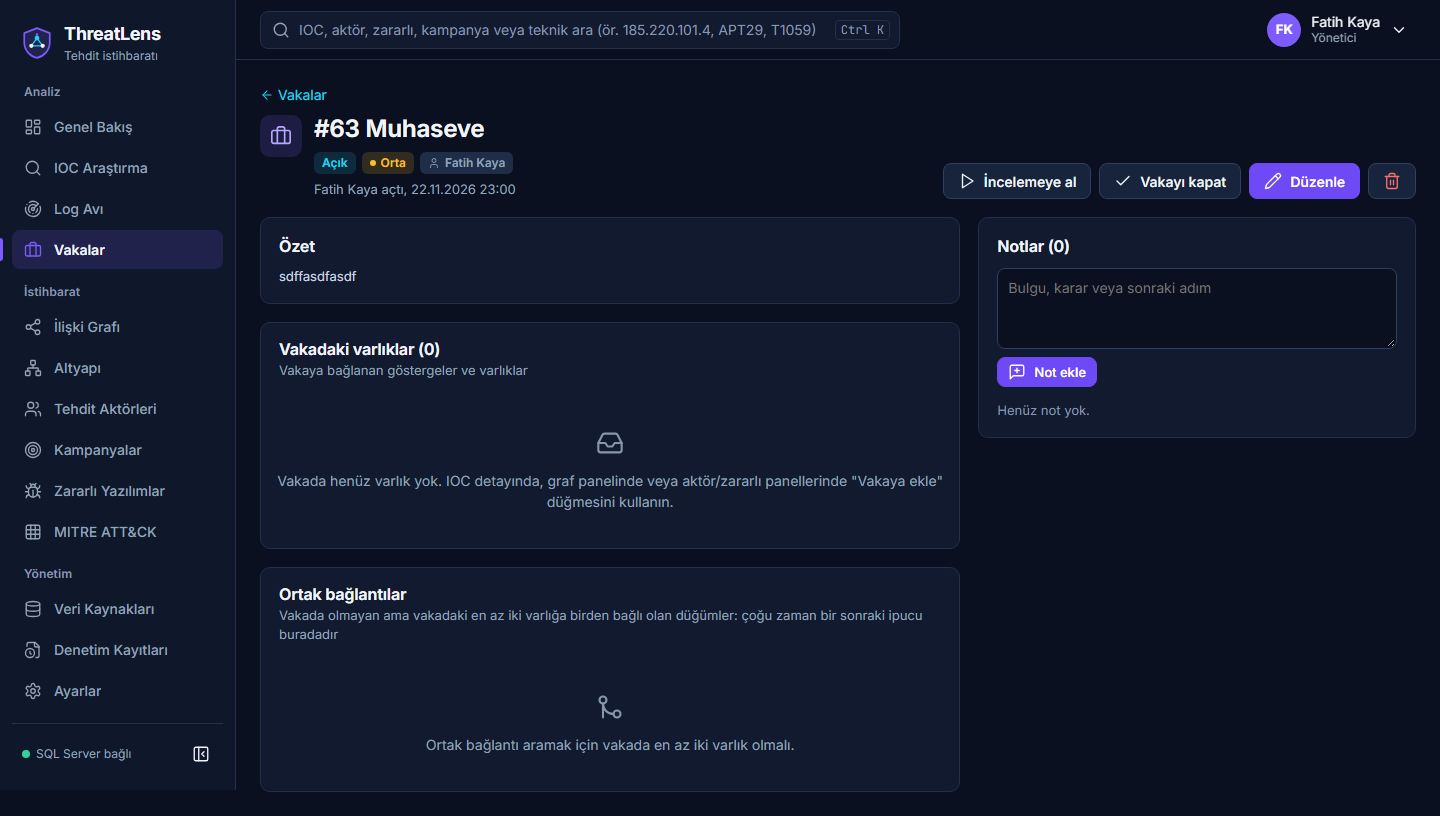 ThreatLens
Tehdit istihbaratı
Analiz
Genel Bakış
IOC Araştırma
Log Avı
Vakalar
İstihbarat
İlişki Grafı
Altyapı
Tehdit Aktörleri
Kampanyalar
Zararlı Yazılımlar
MITRE ATT&CK
Yönetim
Veri Kaynakları
Denetim Kayıtları
Ayarlar
SQL Server bağlı
IOC, aktör, zararlı, kampanya veya teknik ara (ör. 185.220.101.4, APT29, T1059)
Ctrl K
FK
Fatih Kaya
Yönetici
← Vakalar
#63 Muhaseve
Açık
Orta
Fatih Kaya
Fatih Kaya açtı, 22.11.2026 23:00
İncelemeye al
Vakayı kapat
Düzenle
Özet
sdffasdfasdf
Vakadaki varlıklar (0)
Vakaya bağlanan göstergeler ve varlıklar
Vakada henüz varlık yok. IOC detayında, graf panelinde veya aktör/zararlı panellerinde "Vakaya ekle"
düğmesini kullanın.
Ortak bağlantılar
Vakada olmayan ama vakadaki en az iki varlığa birden bağlı olan düğümler: çoğu zaman bir sonraki ipucu
buradadır
Ortak bağlantı aramak için vakada en az iki varlık olmalı.
Notlar (0)
Bulgu, karar veya sonraki adım
Not ekle
Henüz not yok.